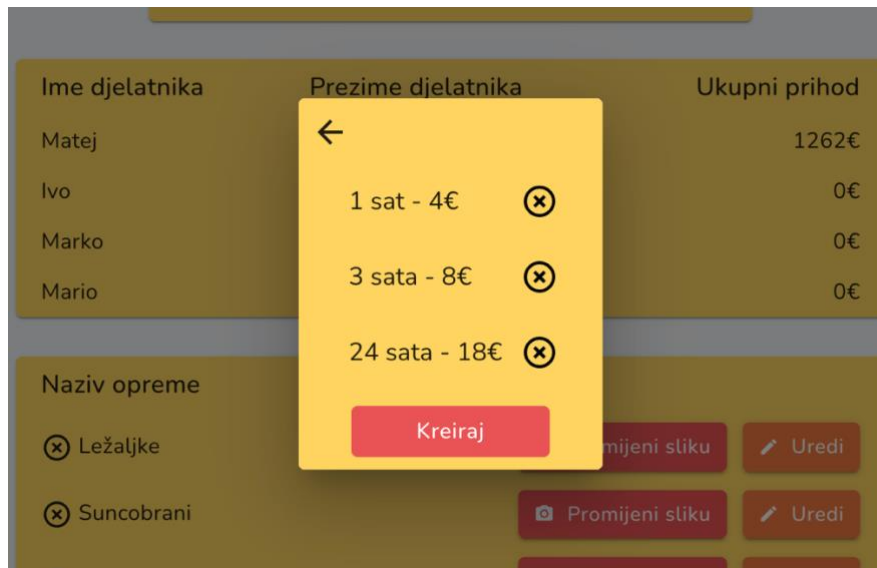 Ime djelatnika Prezime djelatnika Ukupni prihod
Matej 1262€
Ivo 0€
Marko 0€
Mario 0€
1 sat - 4€
3 sata - 8€
24 sata - 18€
Kreiraj
Naziv opreme
Ležaljke mijeni sliku Uredi
Suncobrani Promijeni sliku Uredi